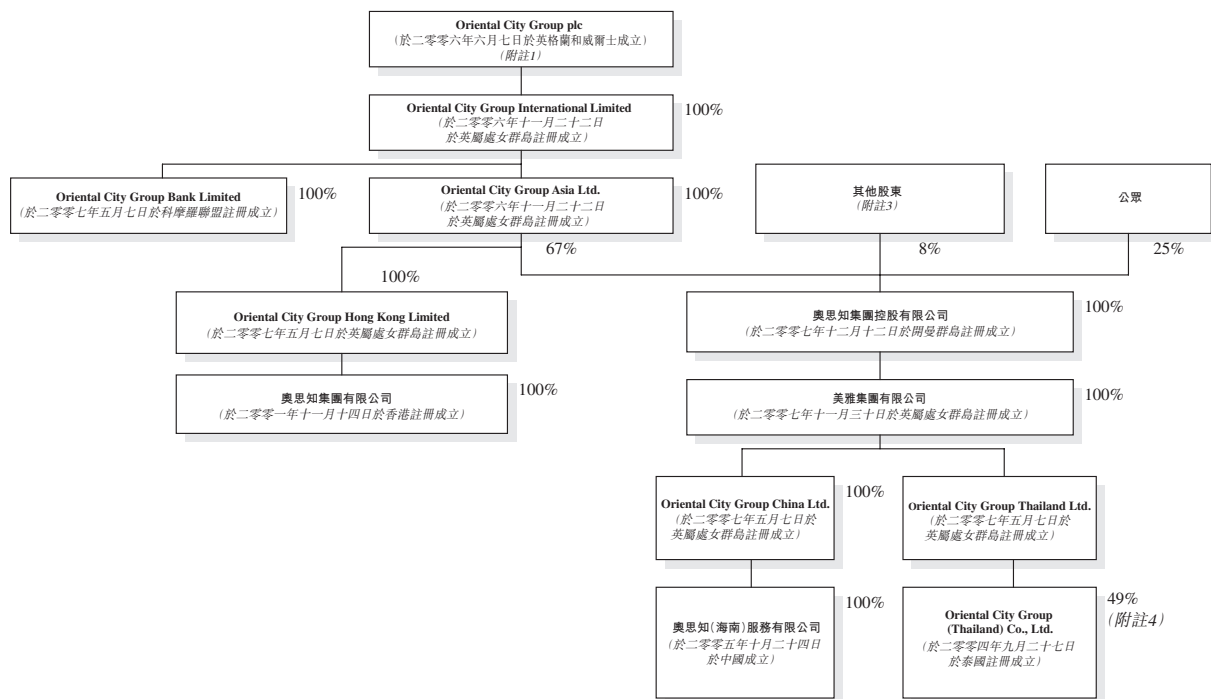 Oriental City Group plc
(於二零零六年六月七日於英格蘭和威爾士成立)
(附註1)
Oriental City Group International Limited
(於二零零六年十一月二十二日
於英屬處女群島註冊成立)
100%
Oriental City Group Bank Limited
(於二零零七年五月七日於科摩羅聯盟註冊成立)
100%
Oriental City Group Asia Ltd.
(於二零零六年十一月二十二日
於英屬處女群島註冊成立)
100%
其他股東
(附註3)
公眾
67%
8%
25%
100%
Oriental City Group Hong Kong Limited
(於二零零七年五月七日於英屬處女群島註冊成立)
奧思知集團控股有限公司
(於二零零七年十二月十二日於開曼群島註冊成立)
100%
奧思知集團有限公司
(於二零零一年十一月十四日於香港註冊成立)
100%
美雅集團有限公司
(於二零零七年十一月三十日於英屬處女群島註冊成立)
100%
Oriental City Group China Ltd.
(於二零零七年五月七日於
英屬處女群島註冊成立)
100%
Oriental City Group Thailand Ltd.
(於二零零七年五月七日於
英屬處女群島註冊成立)
100%
奧思知(海南)服務有限公司
(於二零零五年十月二十四日
於中國成立)
100%
Oriental City Group
(Thailand) Co., Ltd.
(於二零零四年九月二十七日
於泰國註冊成立)
49%
(附註4)